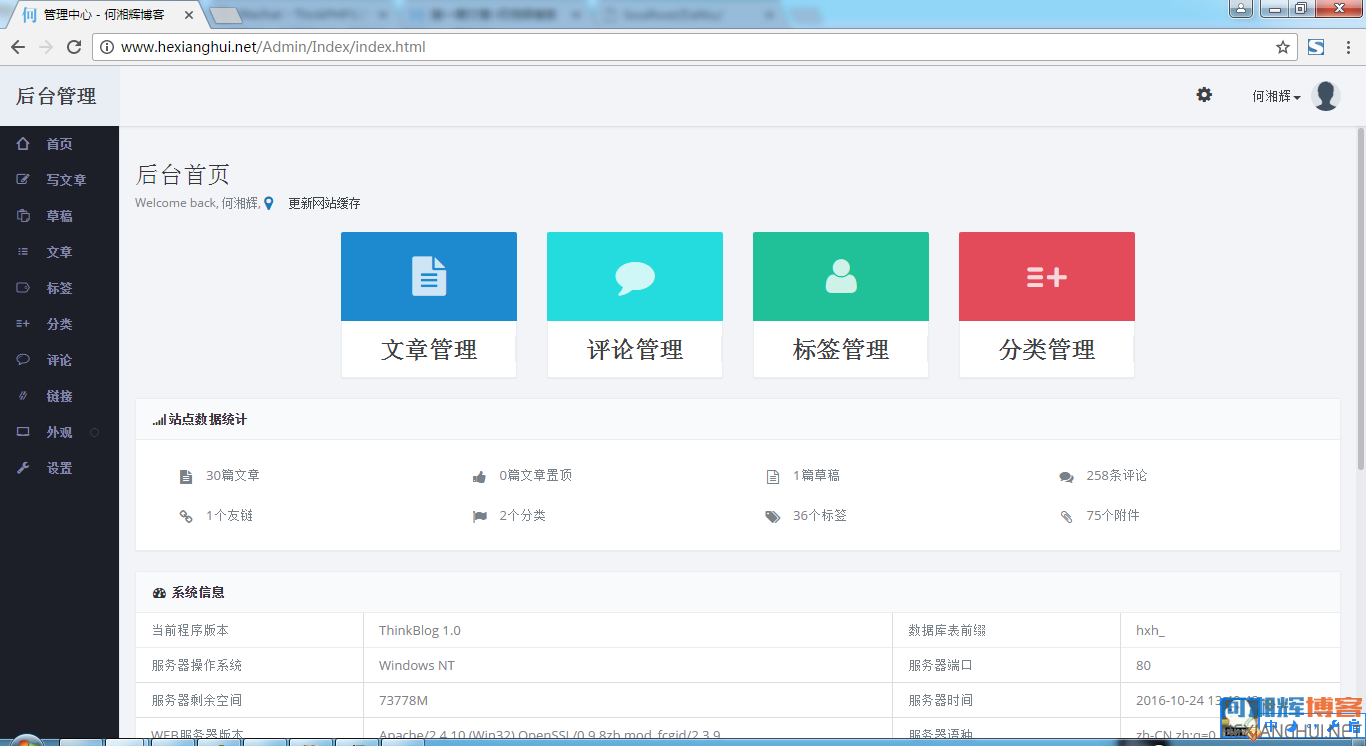 管理中心 - 何湘辉博客
www.hexianghui.net/Admin/Index/index.html
后台管理
何湘辉
首页
写文章
草稿
文章
标签
分类
评论
链接
外观
设置
后台首页
Welcome back, 何湘辉, 更新网站缓存
文章管理 评论管理 标签管理 分类管理
站点数据统计
30篇文章 0篇文章置顶 1篇草稿 258条评论
1个友链 2个分类 36个标签 75个附件
系统信息
当前程序版本 ThinkBlog 1.0 数据库表前缀 hxh_
服务器操作系统 Windows NT 服务器端口 80
服务器剩余空间 73778M 服务器时间 2016-10-24
WEB服务器版本 Apache/2.4.10 (Win32) OpenSSL/0.9.8zb mod_fcgid/2.3.9 服务器语种 zh-CN,zh;q=0
何湘辉博客